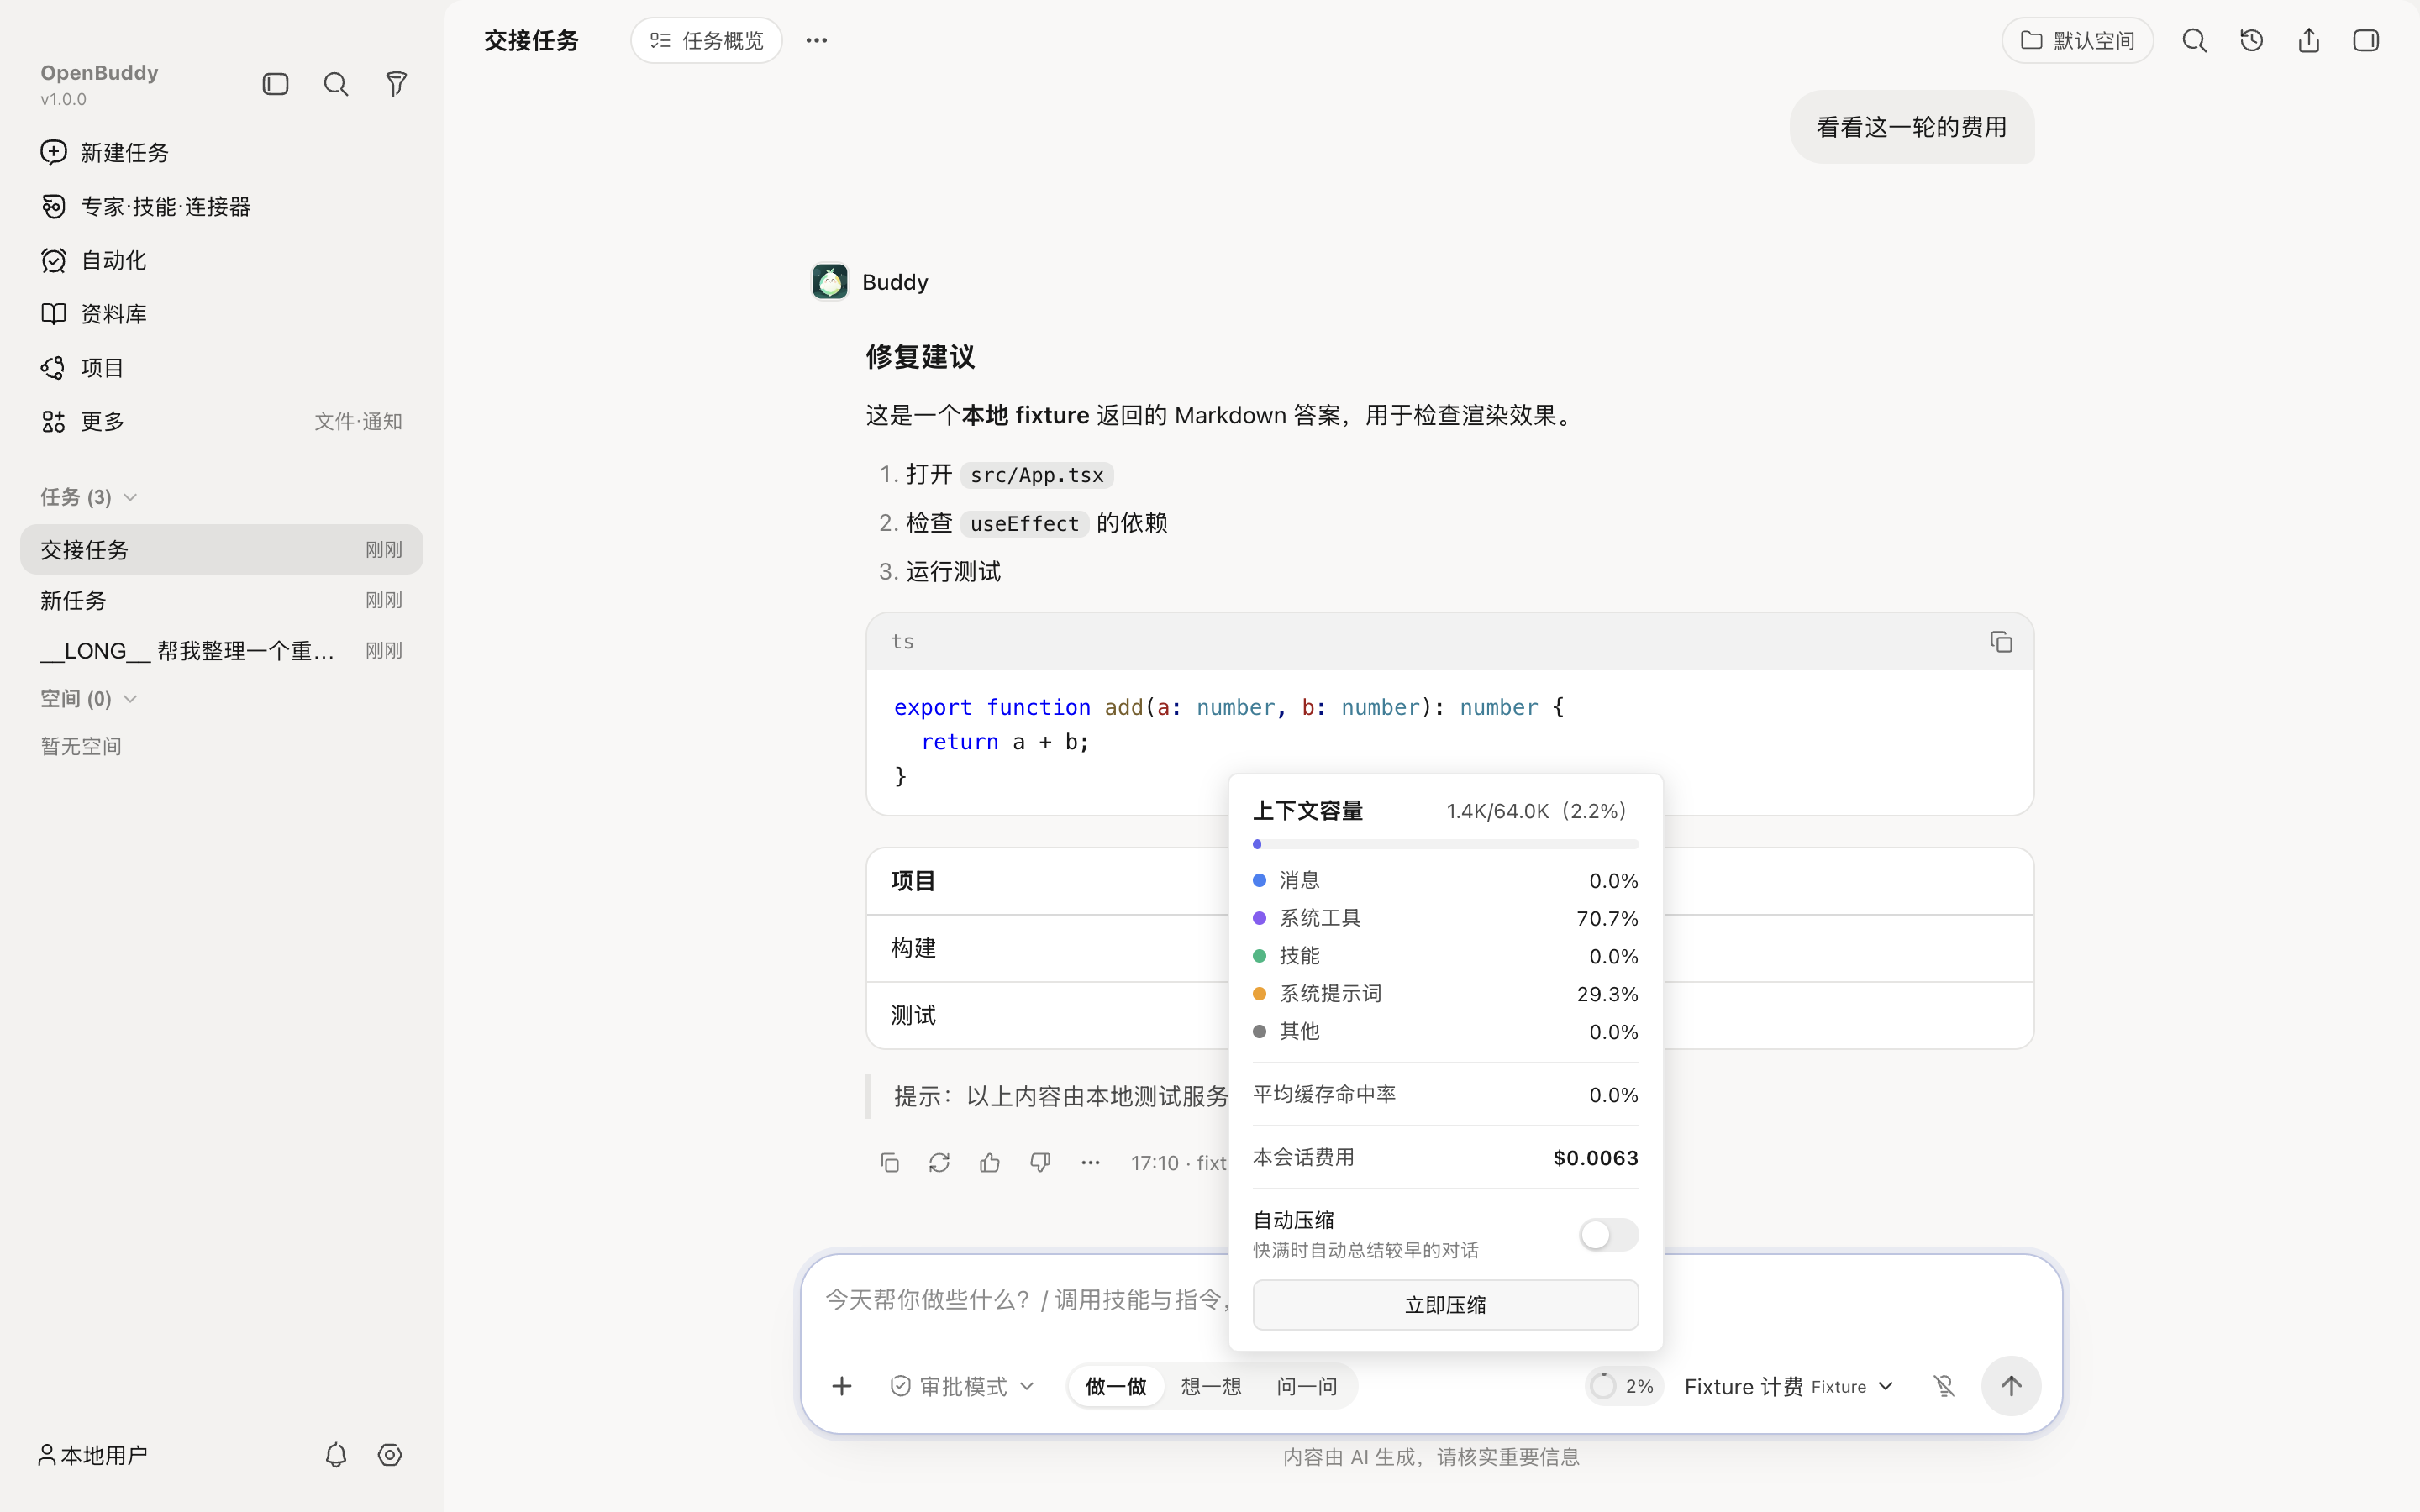 OpenBuddy
v1.0.0
新建任务
专家·技能·连接器
自动化
资料库
项目
更多 文件·通知
任务 (3)
交接任务 刚刚
新任务 刚刚
__LONG__ 帮我整理一个重… 刚刚
空间 (0)
暂无空间
本地用户
交接任务 任务概览 默认空间
看看这一轮的费用
Buddy
修复建议
这是一个本地 fixture 返回的 Markdown 答案，用于检查渲染效果。
1. 打开 src/App.tsx
2. 检查 useEffect 的依赖
3. 运行测试
ts
export function add(a: number, b: number): number {
return a + b;
}
项目
构建
测试
提示：以上内容由本地测试服务
17:10 · fixt
上下文容量 1.4K/64.0K（2.2%）
消息 0.0%
系统工具 70.7%
技能 0.0%
系统提示词 29.3%
其他 0.0%
平均缓存命中率 0.0%
本会话费用 $0.0063
自动压缩
快满时自动总结较早的对话
立即压缩
今天帮你做些什么？/ 调用技能与指令，
审批模式 做一做 想一想 问一问 2% Fixture 计费 Fixture
内容由 AI 生成，请核实重要信息